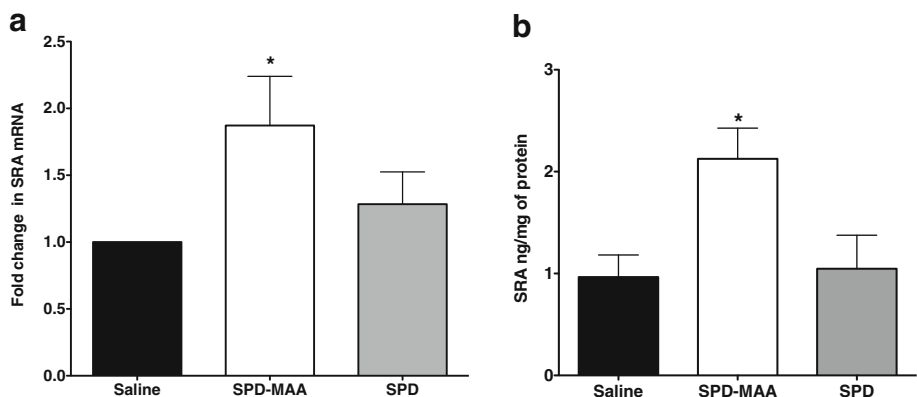 a
Fold change in SRA mRNA
2.5
2.0
1.5
1.0
0.5
0.0
*
Saline SPD-MAA SPD
b
SRA ng/mg of protein
3
2
1
0
*
Saline SPD-MAA SPD